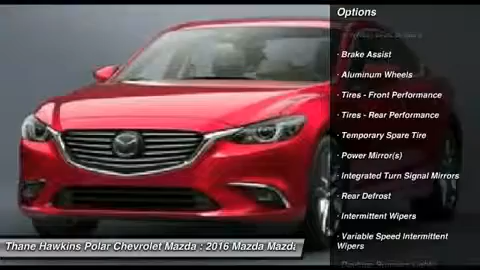 Options
· Brake Assist
· Aluminum Wheels
· Tires - Front Performance
· Tires - Rear Performance
· Temporary Spare Tire
· Power Mirror(s)
· Integrated Turn Signal Mirrors
· Rear Defrost
· Intermittent Wipers
· Variable Speed Intermittent
Wipers
Thane Hawkins Polar Chevrolet Mazda : 2016 Mazda Mazda